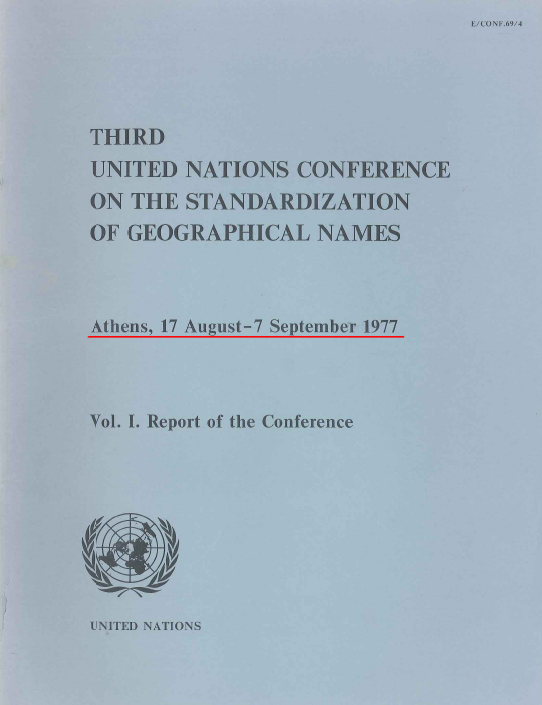 E/CONF.69/4
THIRD
UNITED NATIONS CONFERENCE
ON THE STANDARDIZATION
OF GEOGRAPHICAL NAMES
Athens, 17 August-7 September 1977
Vol. I. Report of the Conference
UNITED NATIONS